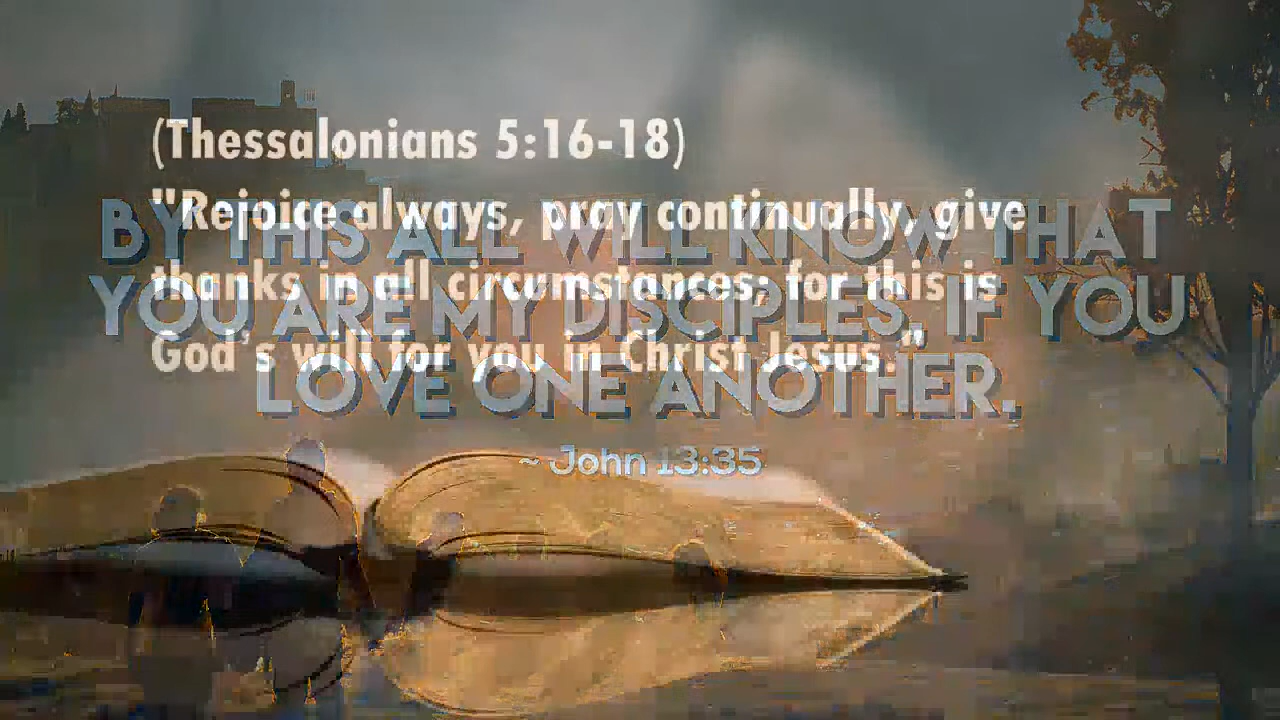 (Thessalonians 5:16-18)
"Rejoice always, pray continually, give
thanks in all circumstances; for this is
God's will for you in Christ Jesus."
BY THIS ALL WILL KNOW THAT
YOU ARE MY DISCIPLES, IF YOU
LOVE ONE ANOTHER.
~ John 13:35